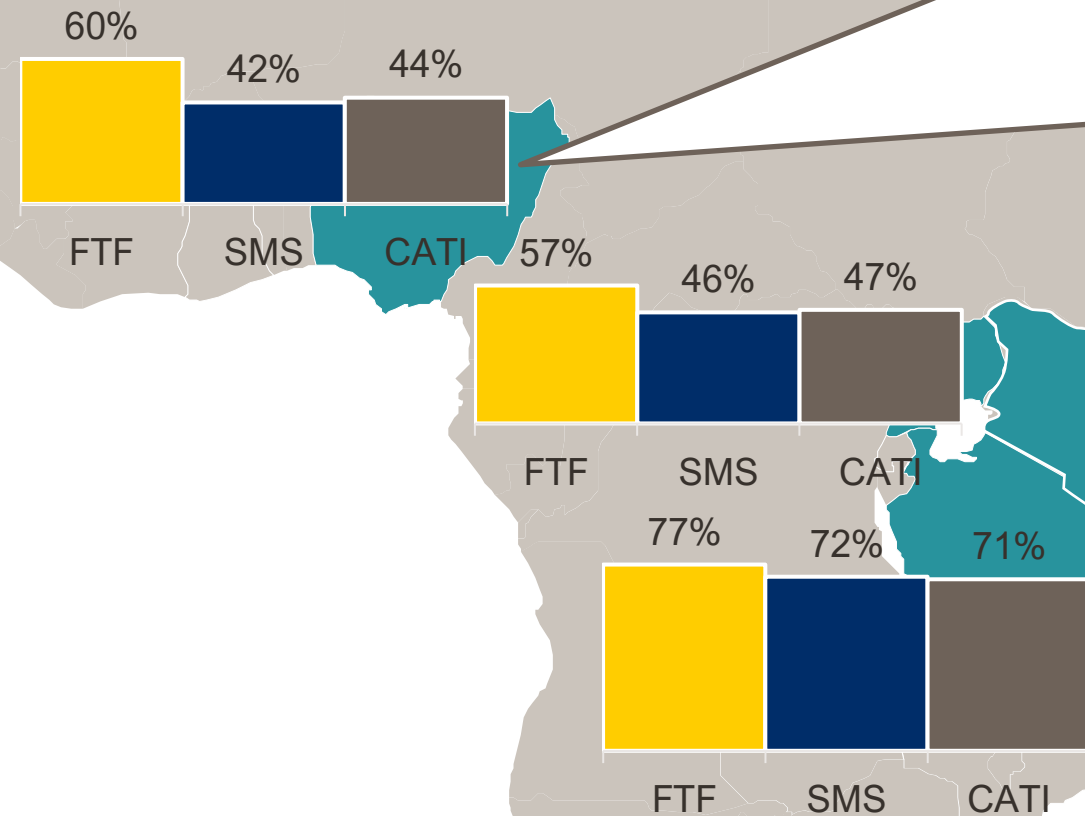 60%
42%
44%
FTF
SMS
CATI
57%
46%
47%
FTF
SMS
CATI
77%
72%
71%
FTF
SMS
CATI